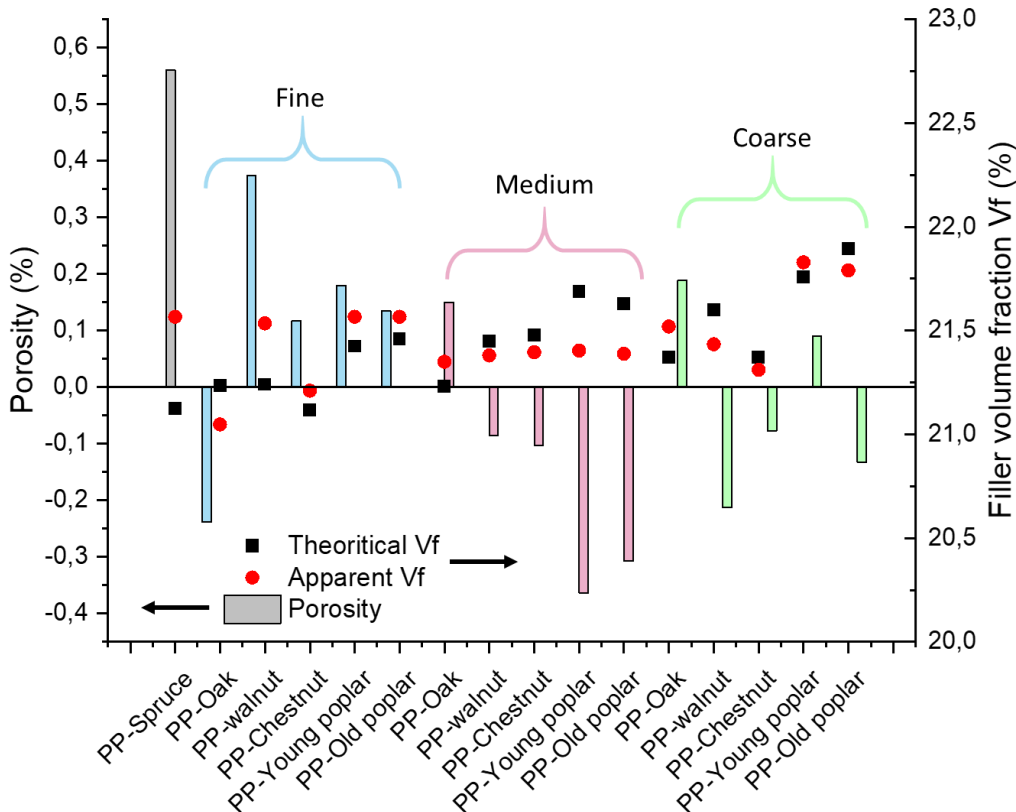 Porosity (%)
0,6
0,5
0,4
0,3
0,2
0,1
0,0
-0,1
-0,2
-0,3
-0,4
Fine
Medium
Coarse
Theoritical Vf
Apparent Vf
Porosity
23,0
22,5
22,0
21,5
21,0
20,5
20,0
Filler volume fraction Vf (%)
PP-Spruce
PP-Oak
PP-walnut
PP-Chestnut
PP-Young poplar
PP-Old poplar
PP-Oak
PP-walnut
PP-Chestnut
PP-Young poplar
PP-Old poplar
PP-Oak
PP-walnut
PP-Chestnut
PP-Young poplar
PP-Old poplar